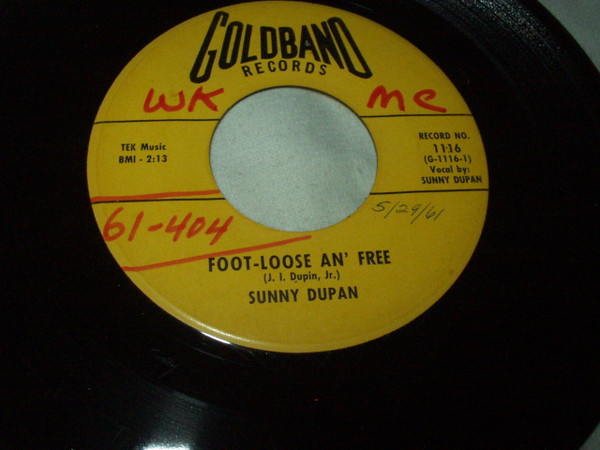 GOLDBAND
RECORDS
WK MC
TEK Music
BMI - 2:13
RECORD NO.
1116
(G-1116-1)
Vocal by:
SUNNY DUPAN
61-404
5/29/61
FOOT-LOOSE AN' FREE
(J. I. Dupin, Jr.)
SUNNY DUPAN